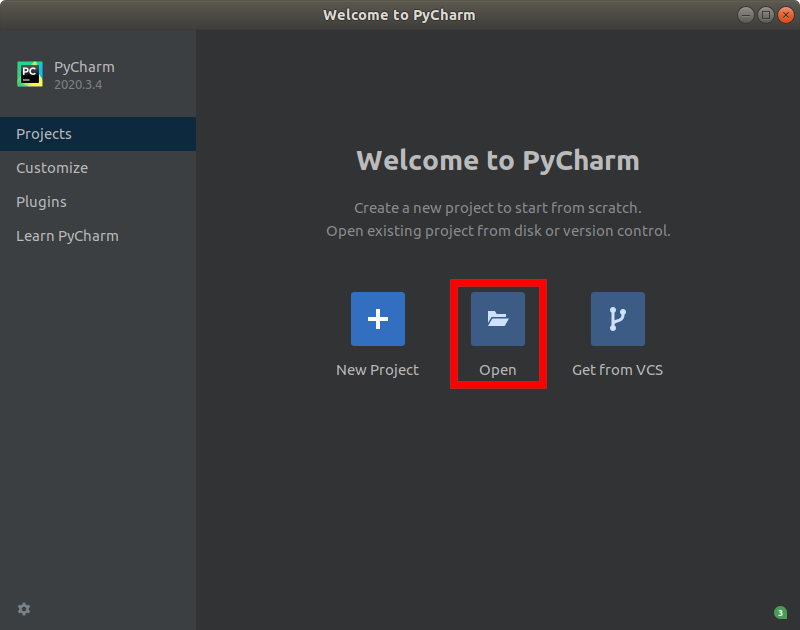 Welcome to PyCharm
PC
PyCharm
2020.3.4
Projects
Customize
Plugins
Learn PyCharm
Welcome to PyCharm
Create a new project to start from scratch.
Open existing project from disk or version control.
New Project
Open
Get from VCS
3